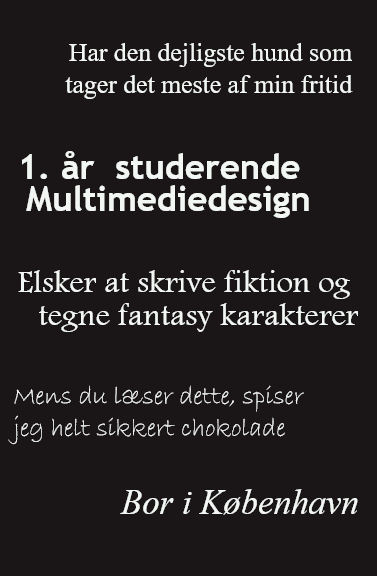 Har den dejligste hund som
tager det meste af min fritid
1. år studerende
Multimediedesign
Elsker at skrive fiktion og
tegne fantasy karakterer
Mens du læser dette, spiser
jeg helt sikkert chokolade
Bor i København